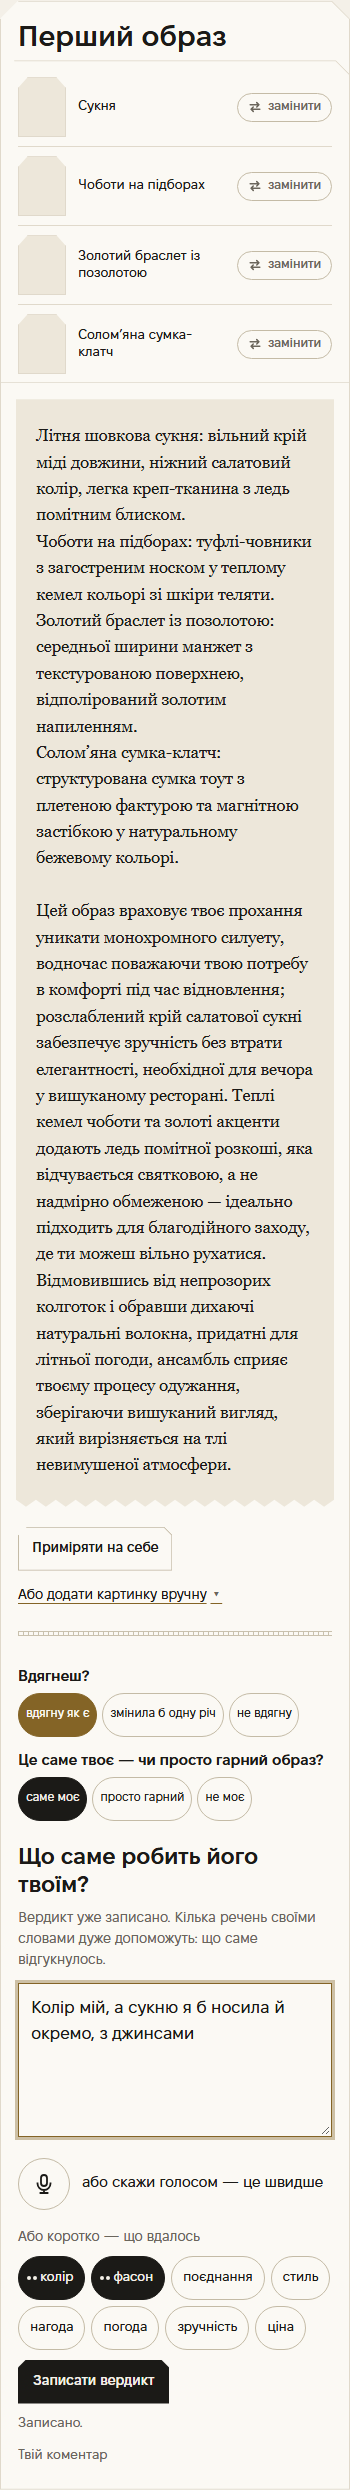 Перший образ
Сукня
замінити
Чоботи на підборах
замінити
Золотий браслет із
позолотою
замінити
Солом’яна сумка-
клатч
замінити
Літня шовкова сукня: вільний крій
міді довжини, ніжний салатовий
колір, легка креп-тканина з ледь
помітним блиском.
Чоботи на підборах: туфлі-човники
з загостреним носком у теплому
кемел кольорі зі шкіри теляти.
Золотий браслет із позолотою:
середньої ширини манжет з
текстурованою поверхнею,
відполірований золотим
напиленням.
Солом’яна сумка-клатч:
структурована сумка тоут з
плетеною фактурою та магнітною
застібкою у натуральному
бежевому кольорі.
Цей образ враховує твоє прохання
уникати монохромного силуету,
водночас поважаючи твою потребу
в комфорті під час відновлення;
розслаблений крій салатової сукні
забезпечує зручність без втрати
елегантності, необхідної для вечора
у вишуканому ресторані. Теплі
кемел чоботи та золоті акценти
додають ледь помітної розкоші, яка
відчувається святковою, а не
надмірно обмеженою — ідеально
підходить для благодійного заходу,
де ти можеш вільно рухатися.
Відмовившись від непрозорих
колготок і обравши дихаючі
натуральні волокна, придатні для
літньої погоди, ансамбль сприяє
твоєму процесу одужання,
зберігаючи вишуканий вигляд,
який вирізняється на тлі
невимушеної атмосфери.
Приміряти на себе
Або додати картинку вручну
Вдягнеш?
вдягну як є
змінила б одну річ
не вдягну
Це саме твоє — чи просто гарний образ?
саме моє
просто гарний
не моє
Що саме робить його
твоїм?
Вердикт уже записано. Кілька речень своїми
словами дуже допоможуть: що саме
відгукнулось.
Колір мій, а сукню я б носила й
окремо, з джинсами
або скажи голосом — це швидше
Або коротко — що вдалось
колір
фасон
поєднання
стиль
нагода
погода
зручність
ціна
Записати вердикт
Записано.
Твій коментар